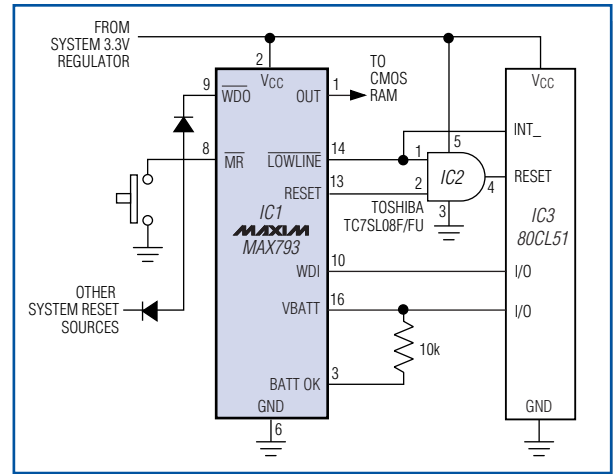 FROM
SYSTEM 3.3V
REGULATOR
2
VCC
9
WDO
OUT
1
TO
CMOS
RAM
8
MR
LOWLINE
14
RESET
13
IC1
MAXIM
MAX793
WDI
10
VBATT
16
BATT OK
3
GND
6
OTHER
SYSTEM RESET
SOURCES
10k
1
2
5
IC2
4
3
TOSHIBA
TC7SL08F/FU
VCC
INT_
RESET
IC3
80CL51
I/O
I/O
GND